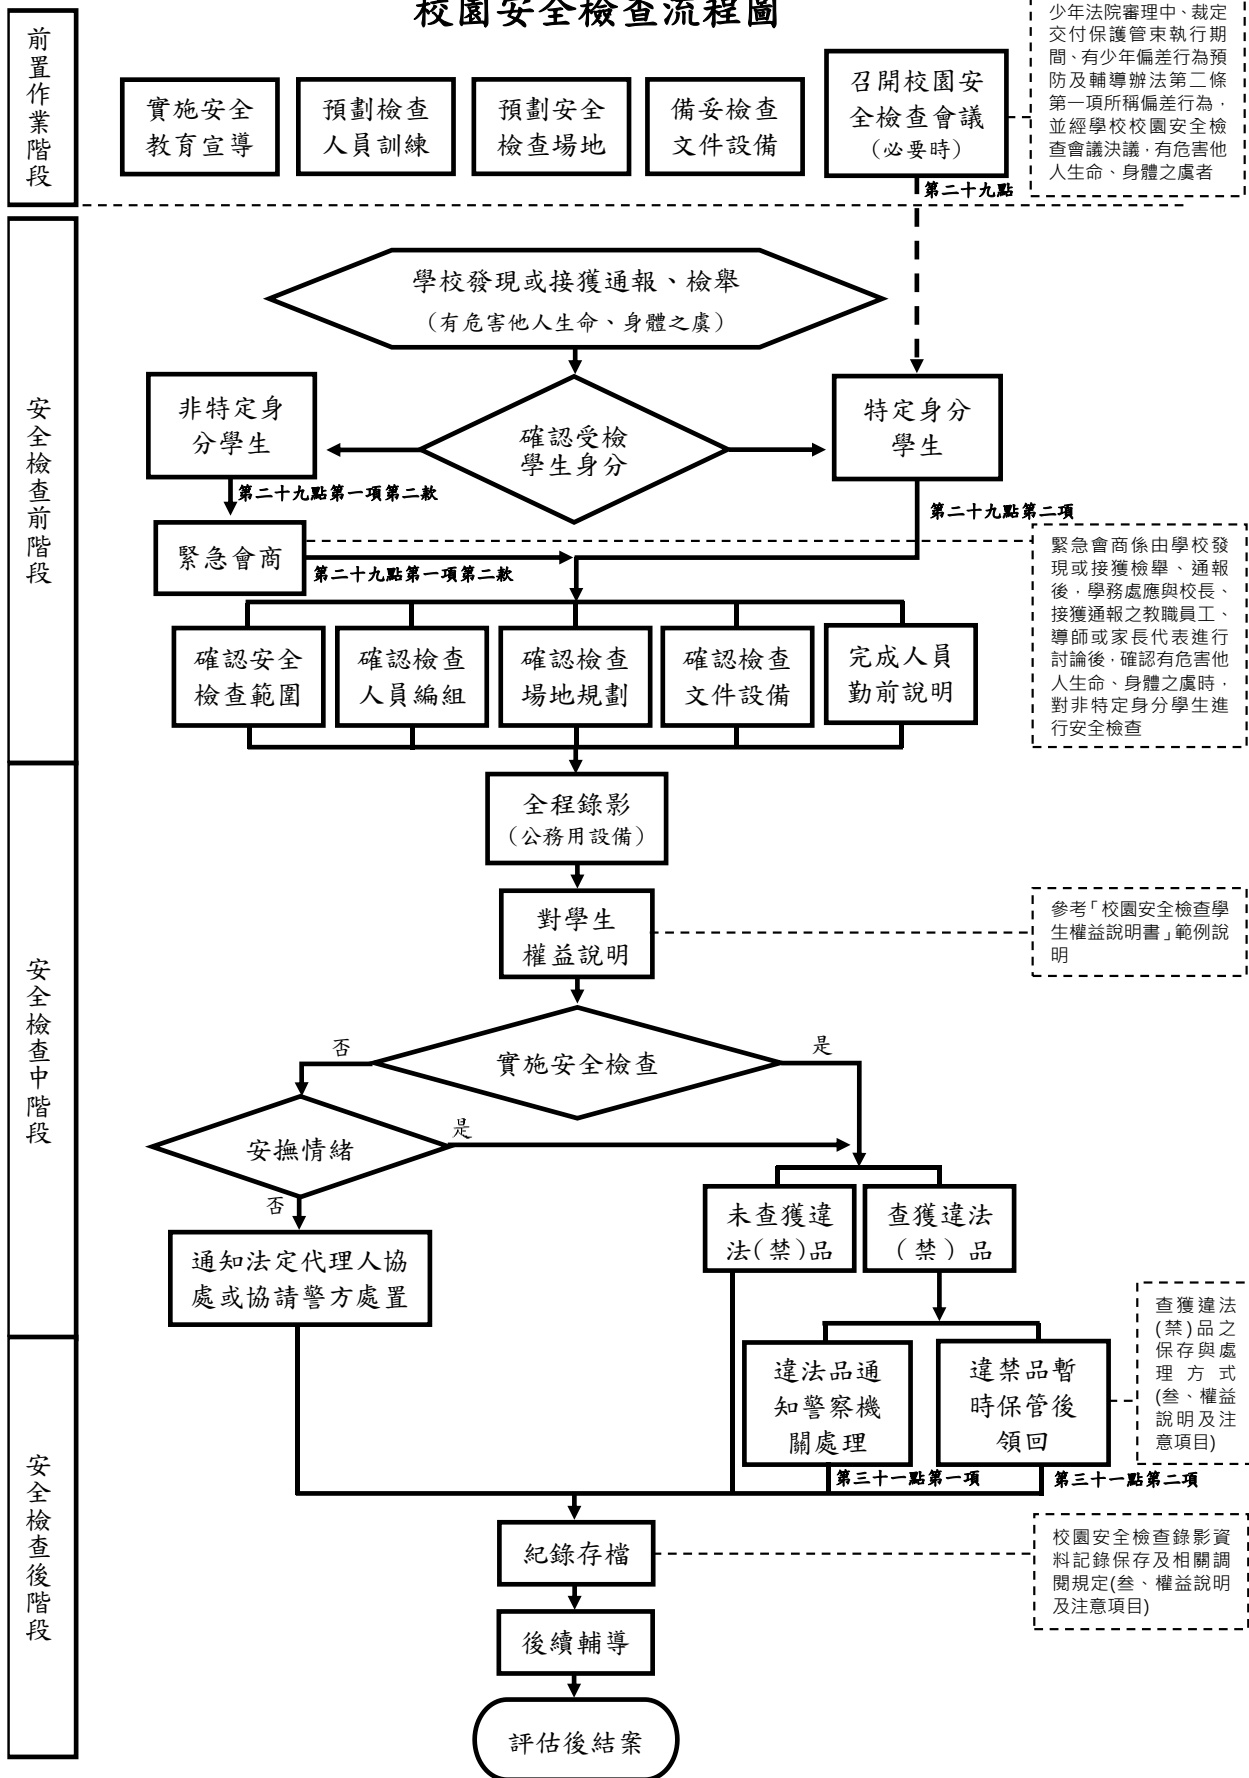 校園安全檢查流程圖
前置作業階段
實施安全
教育宣導
預劃檢查
人員訓練
預劃安全
檢查場地
備妥檢查
文件設備
召開校園安
全檢查會議
(必要時)
少年法院審理中、裁定
交付保護管束執行期
間、有少年偏差行為預
防及輔導辦法第二條
第一項所稱偏差行為，
並經學校校園安全檢
查會議決議，有危害他
人生命、身體之虞者
第二十九點
安全檢查前階段
學校發現或接獲通報、檢舉
(有危害他人生命、身體之虞)
非特定身
分學生
確認受檢
學生身分
特定身分
學生
第二十九點第一項第二款
第二十九點第二項
緊急會商
第二十九點第一項第二款
緊急會商係由學校發
現或接獲檢舉、通報
後，學務處應與校長、
接獲通報之教職員工、
導師或家長代表進行
討論後，確認有危害他
人生命、身體之虞時，
對非特定身分學生進
行安全檢查
確認安全
檢查範圍
確認檢查
人員編組
確認檢查
場地規劃
確認檢查
文件設備
完成人員
勤前說明
安全檢查中階段
全程錄影
(公務用設備)
對學生
權益說明
參考「校園安全檢查學
生權益說明書」範例說
明
實施安全檢查
否
是
安撫情緒
是
否
通知法定代理人協
處或協請警方處置
未查獲違
法(禁)品
查獲違法
(禁)品
安全檢查後階段
違法品通
知警察機
關處理
違禁品暫
時保管後
領回
查獲違法
(禁)品之
保存與處
理方式
(叁、權益
說明及注
意項目)
第三十一點第一項
第三十一點第二項
紀錄存檔
校園安全檢查錄影資
料記錄保存及相關調
閱規定(叁、權益說明
及注意項目)
後續輔導
評估後結案